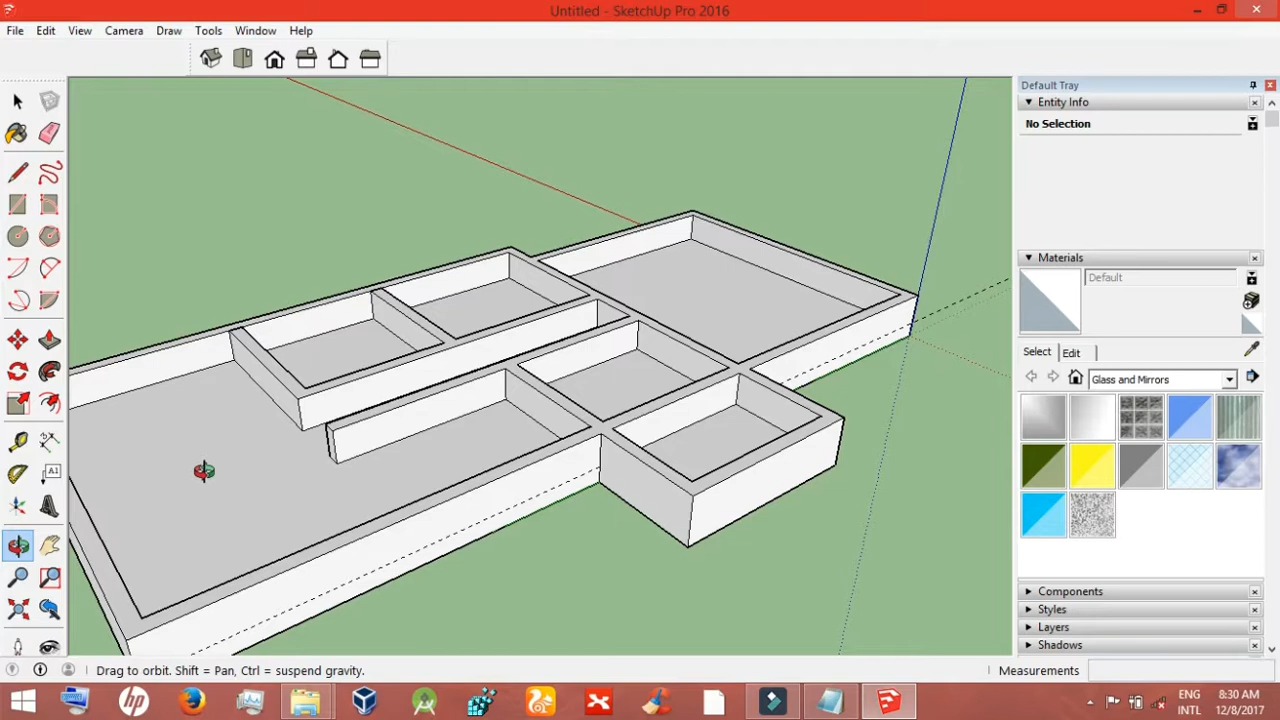 Untitled - SketchUp Pro 2016
File Edit View Camera Draw Tools Window Help
Default Tray
Entity Info
No Selection
Materials
Default
Select Edit
Glass and Mirrors
Components
Styles
Layers
Shadows
Drag to orbit. Shift = Pan, Ctrl = suspend gravity.
Measurements
ENG
INTL
8:30 AM
12/8/2017